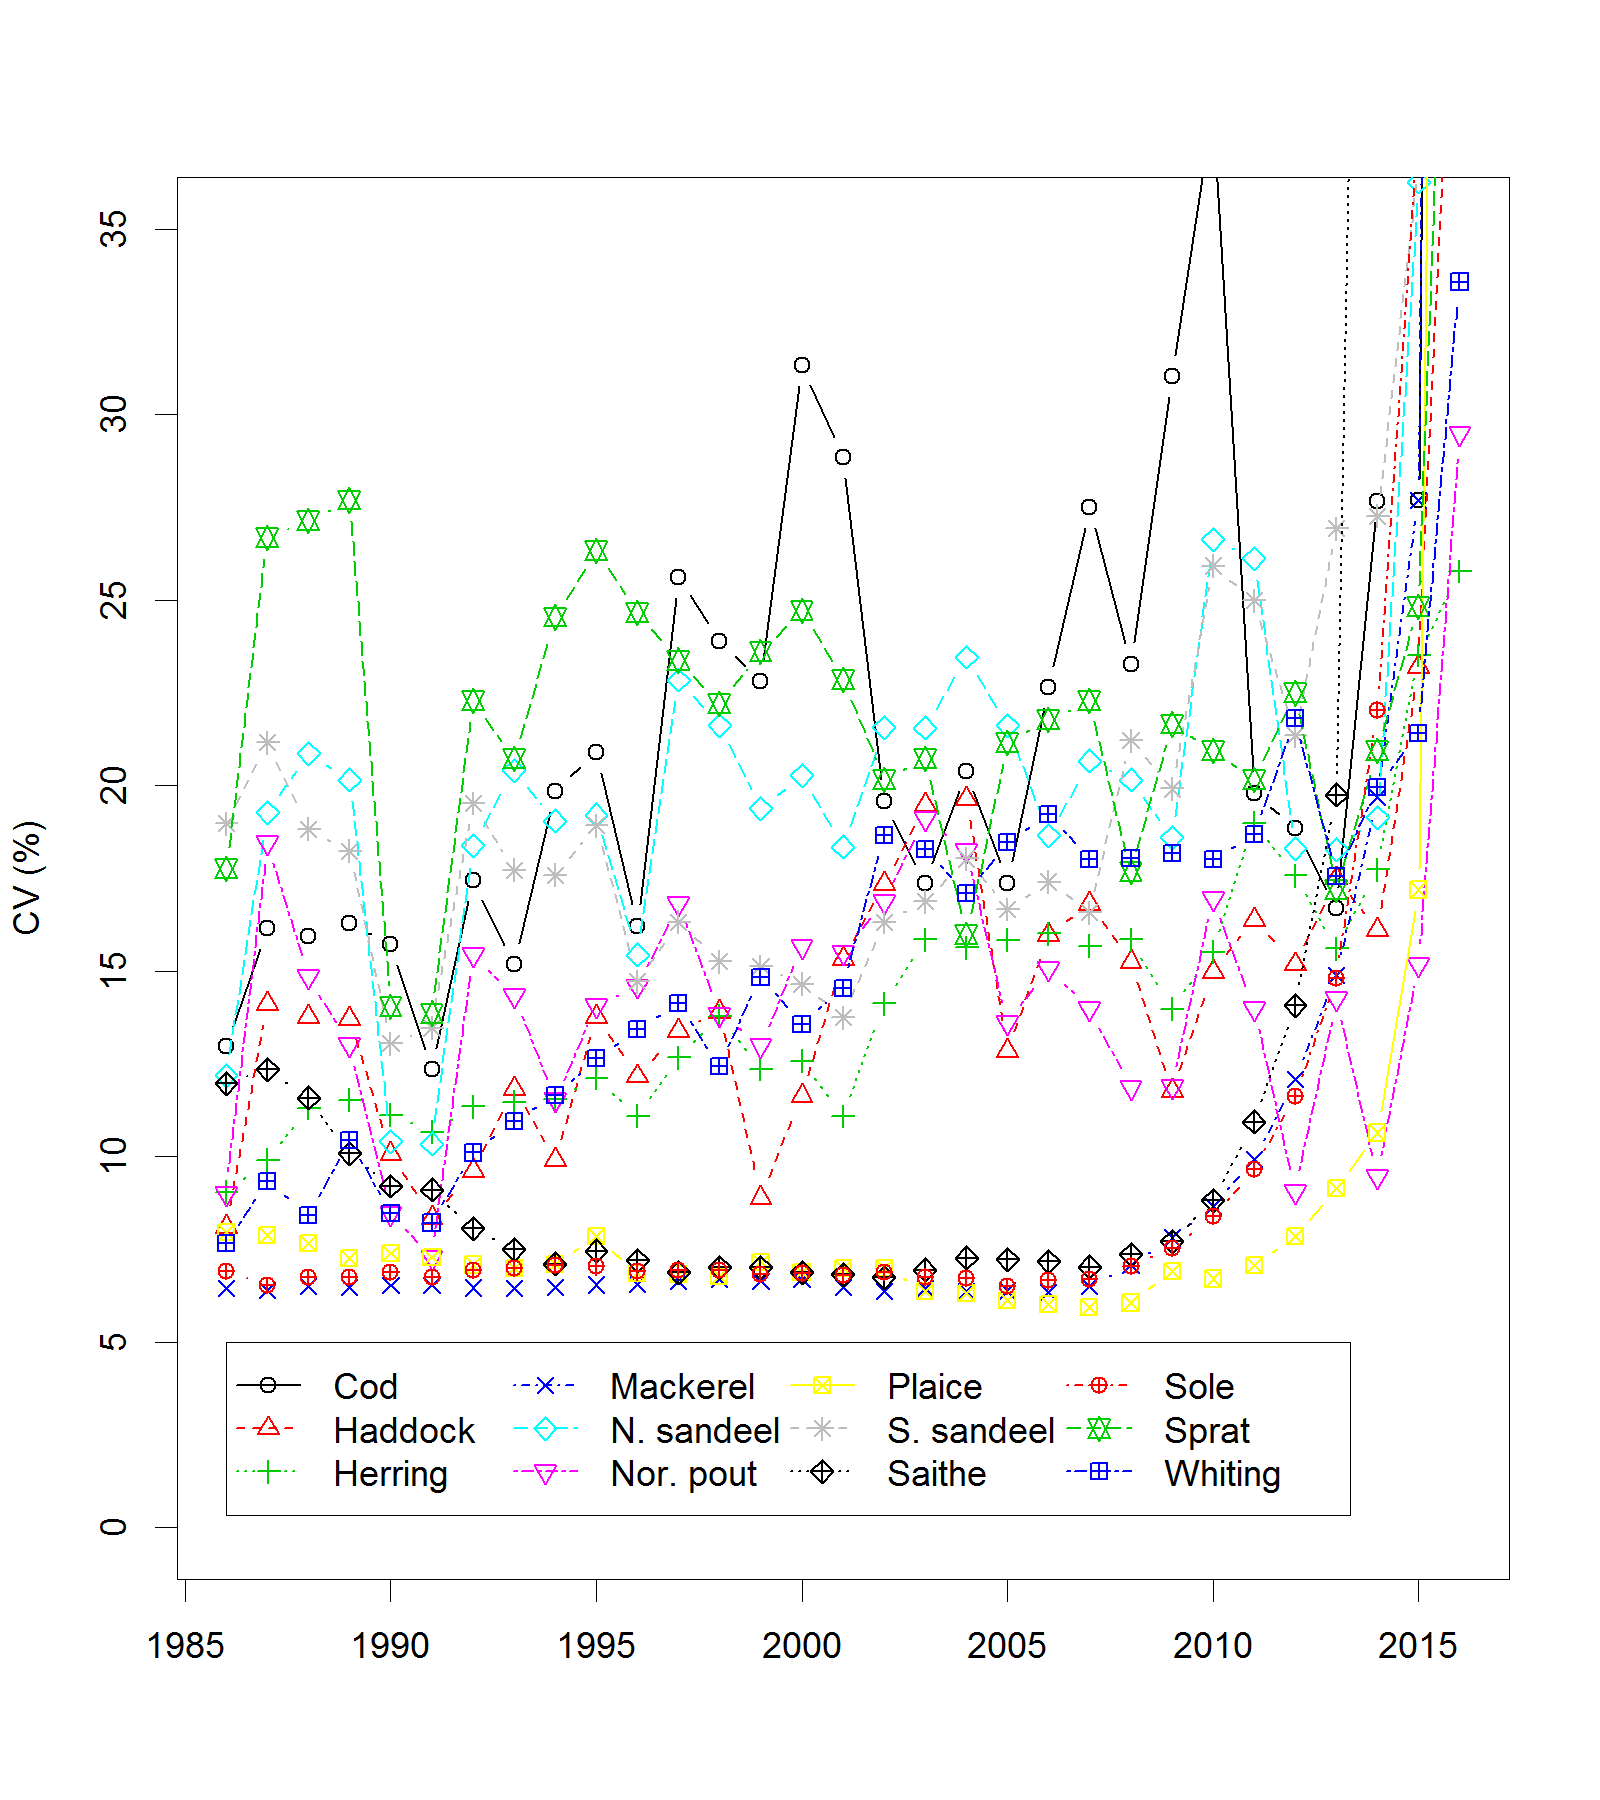 CV (%)
35
30
25
20
15
10
5
0
Cod Mackerel Plaice Sole
Haddock N. sandeel S. sandeel Sprat
Herring Nor. pout Saithe Whiting
1985 1990 1995 2000 2005 2010 2015